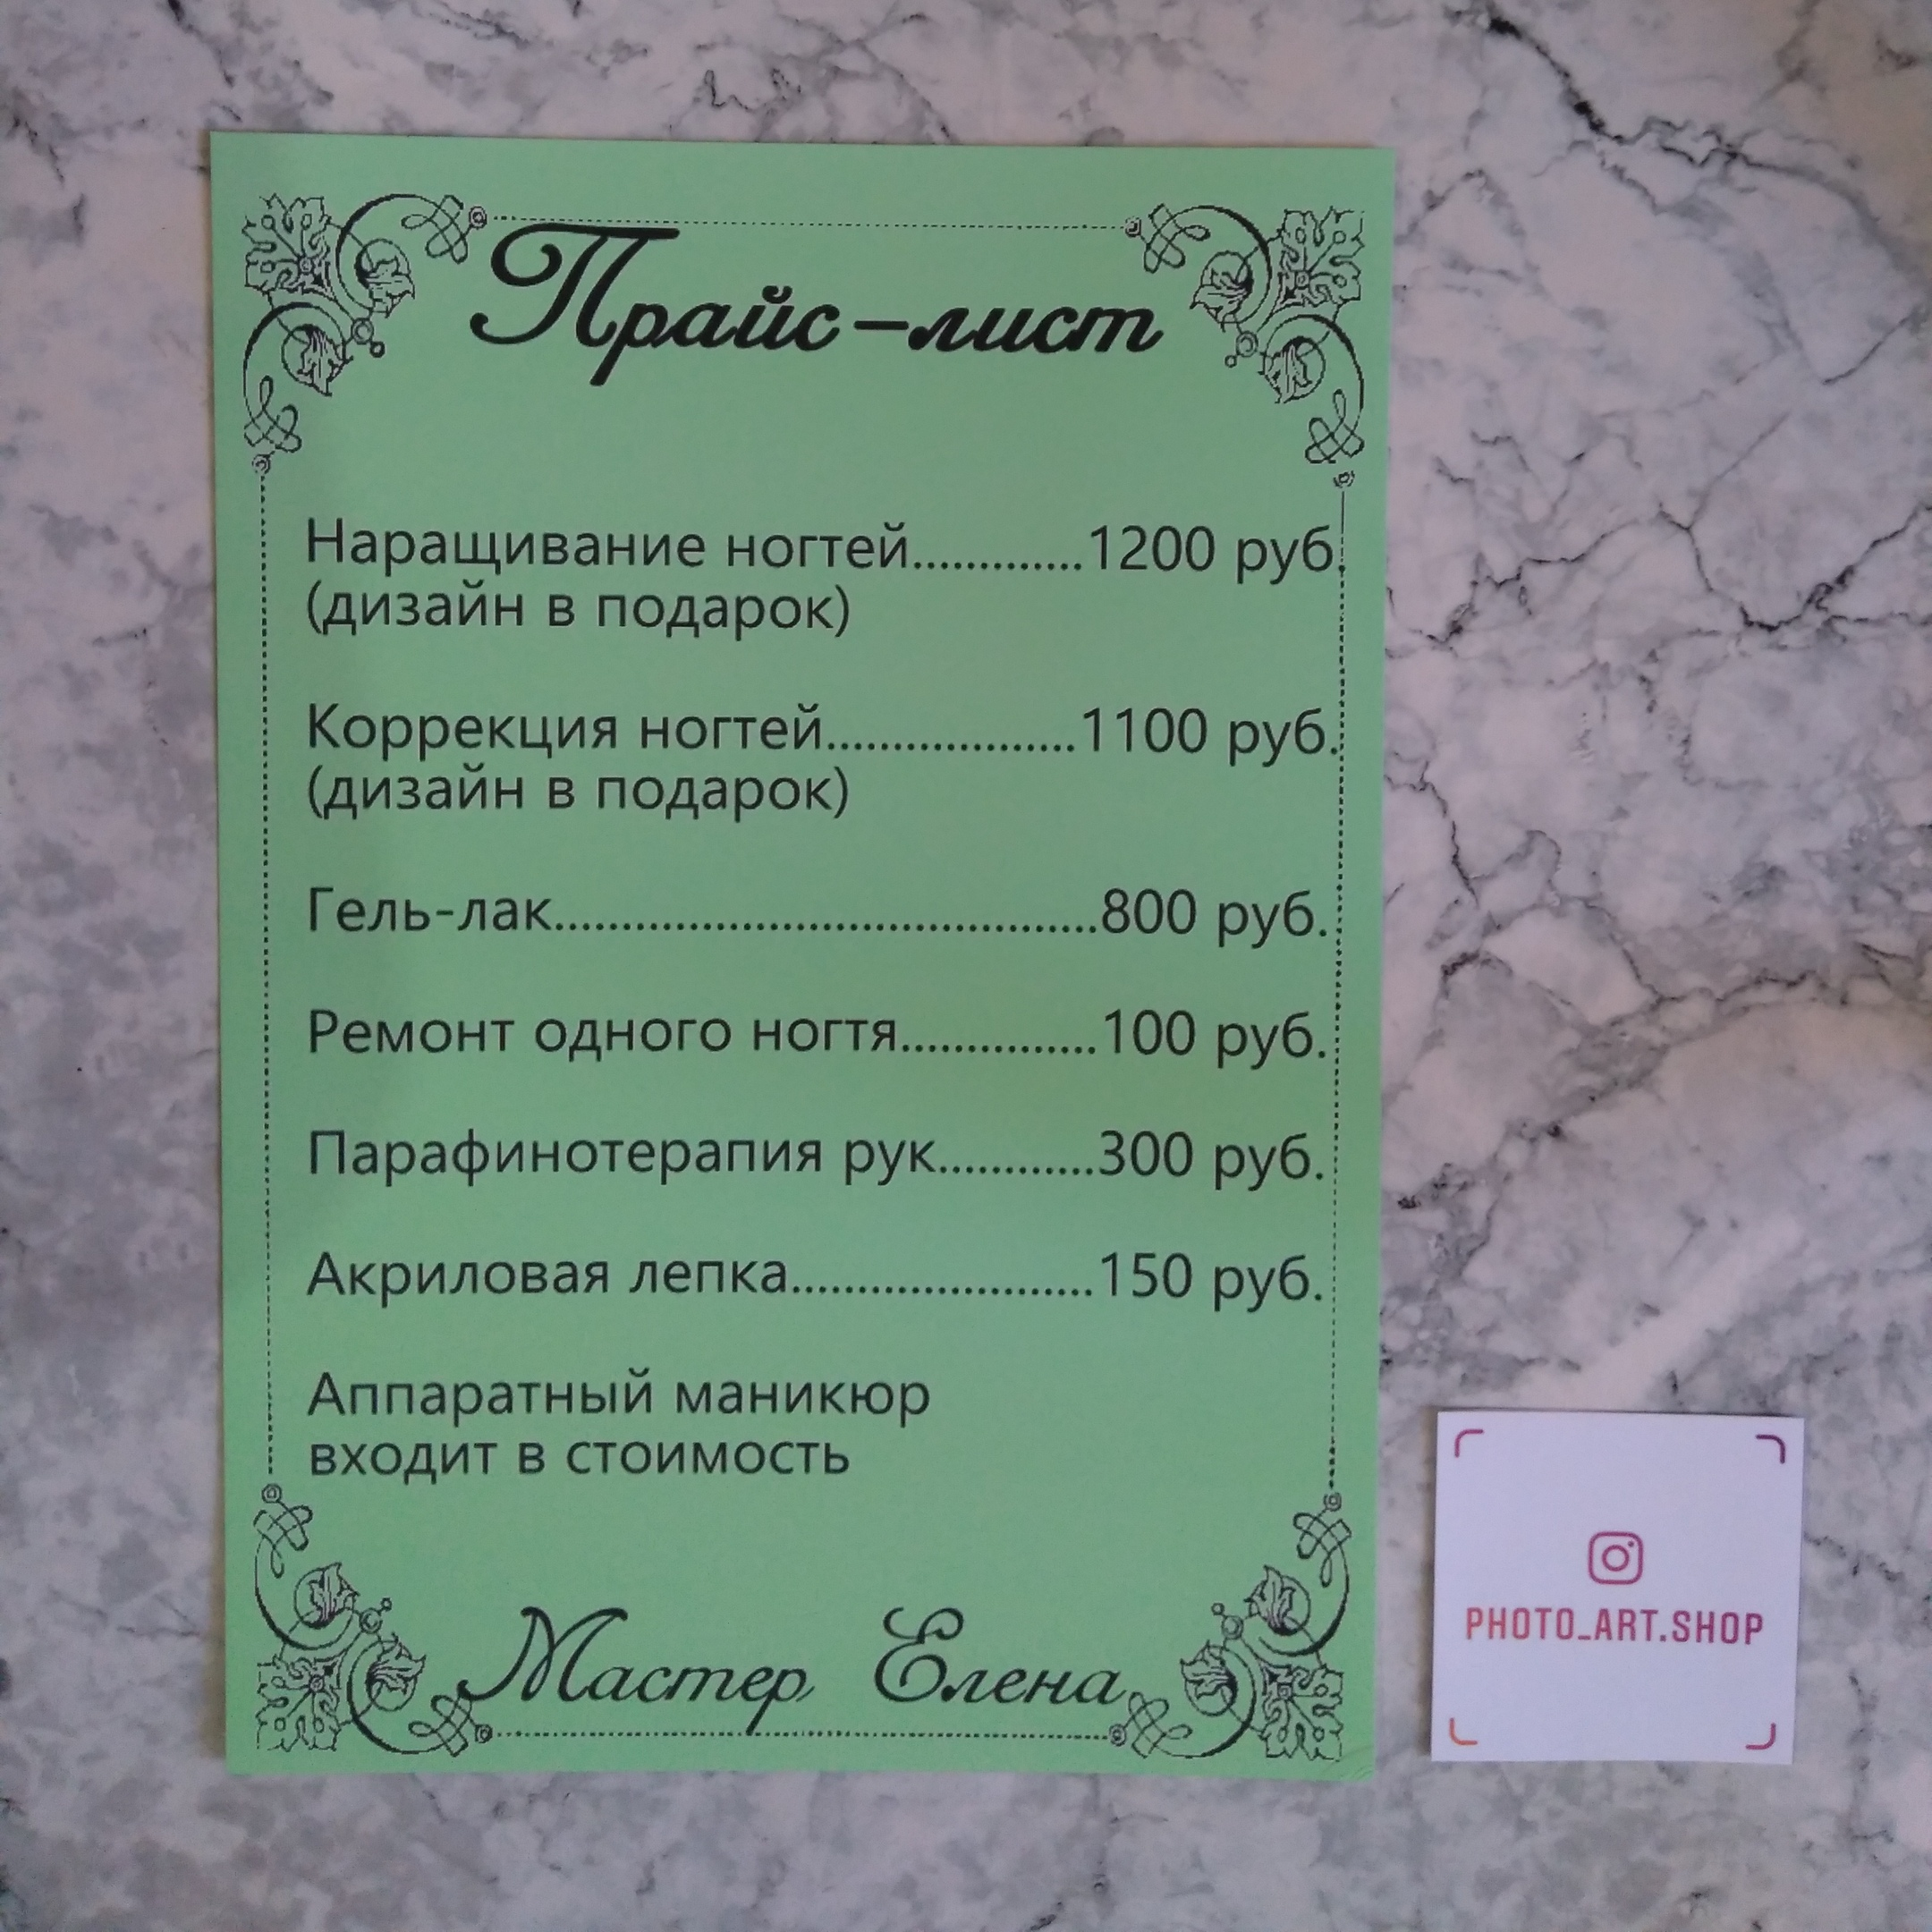 Прайс-лист
Наращивание ногтей.............1200 руб.
(дизайн в подарок)
Коррекция ногтей...................1100 руб.
(дизайн в подарок)
Гель-лак.........................................800 руб.
Ремонт одного ногтя...............100 руб.
Парафинотерапия рук............300 руб.
Акриловая лепка.......................150 руб.
Аппаратный маникюр
входит в стоимость
Мастер Елена
PHOTO_ART.SHOP